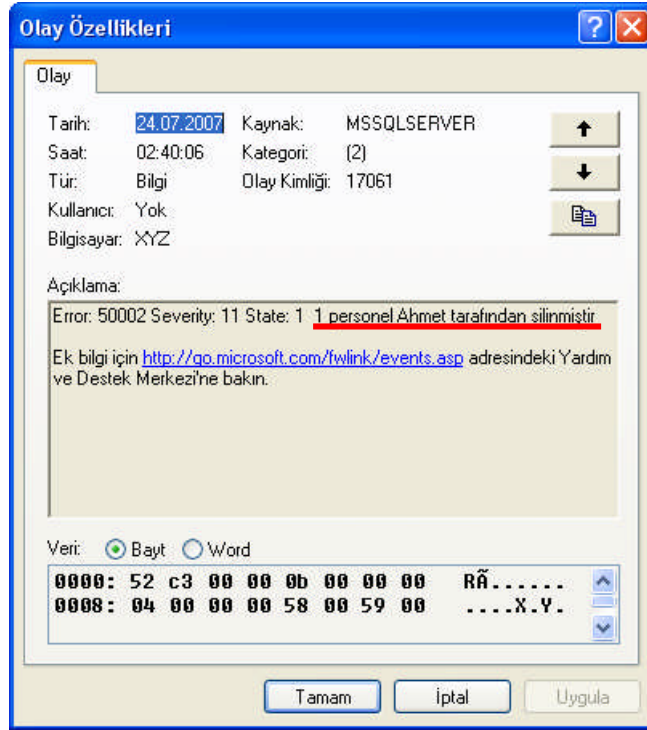 Olay Özellikleri
Olay
Tarih: 24.07.2007 Kaynak: MSSQLSERVER
Saat: 02:40:06 Kategori: (2)
Tür: Bilgi Olay Kimliği: 17061
Kullanıcı: Yok
Bilgisayar: XYZ
Açıklama:
Error: 50002 Severity: 11 State: 1 1 personel Ahmet tarafından silinmiştir
Ek bilgi için http://go.microsoft.com/fwlink/events.asp adresindeki Yardım
ve Destek Merkezi'ne bakın.
Veri: Bayt Word
0000: 52 c3 00 00 0b 00 00 00 RÃ......
0008: 04 00 00 00 58 00 59 00 ....X.Y.
Tamam İptal Uygula